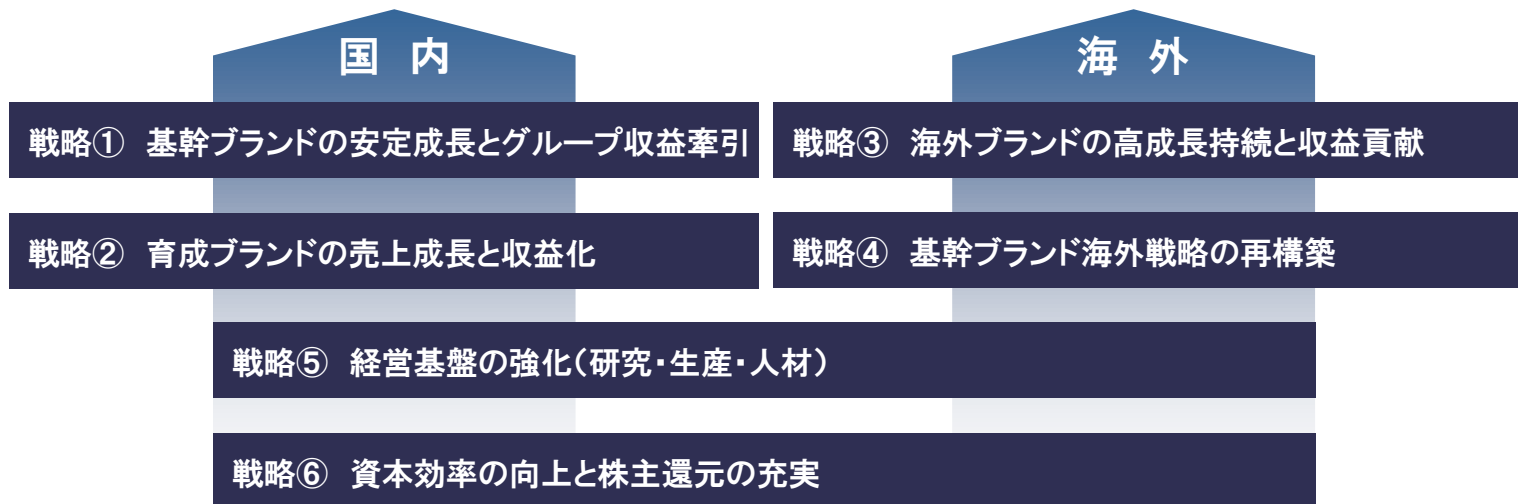 国 内
戦略① 基幹ブランドの安定成長とグループ収益牽引
戦略② 育成ブランドの売上成長と収益化
海 外
戦略③ 海外ブランドの高成長持続と収益貢献
戦略④ 基幹ブランド海外戦略の再構築
戦略⑤ 経営基盤の強化(研究・生産・人材)
戦略⑥ 資本効率の向上と株主還元の充実